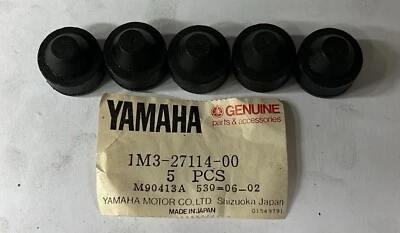 YAMAHA
GENUINE
parts & accessories
1M3-27114-00
5 PCS
M90413A 530-06-02
YAMAHA MOTOR CO., LTD Shizuoka Japan
MADE IN JAPAN
01549791